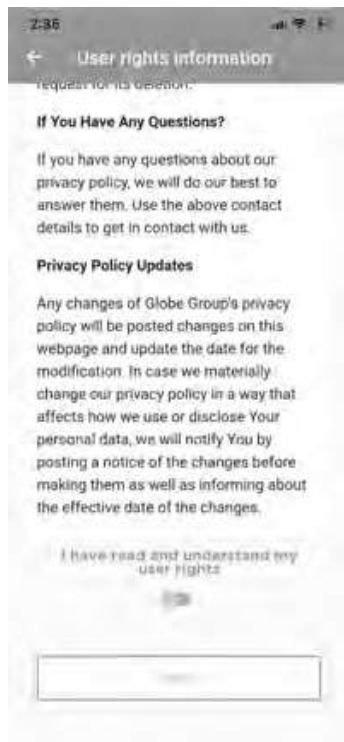 2:36
User rights information
request for its deletion."
If You Have Any Questions?
If you have any questions about our
privacy policy, we will do our best to
answer them. Use the above contact
details to get in contact with us.
Privacy Policy Updates
Any changes of Globe Group's privacy
policy will be posted changes on this
webpage and update the date for the
modification. In case we materially
change our privacy policy in a way that
affects how we use or disclose Your
personal data, we will notify You by
posting a notice of the changes before
making them as well as informing about
the effective date of the changes.
I have read and understand my
user rights